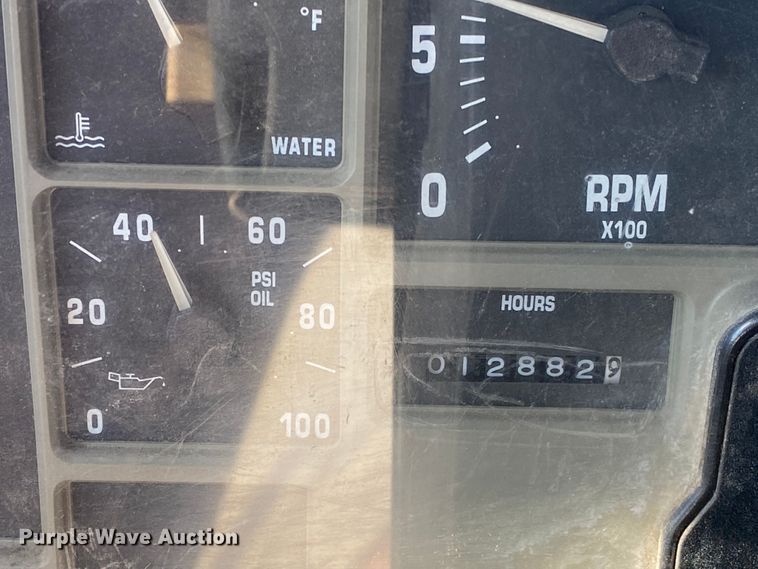 °F
WATER
5
0
RPM
X100
40 60
PSI
OIL
20 80
0 100
HOURS
0128829
Purple Wave Auction